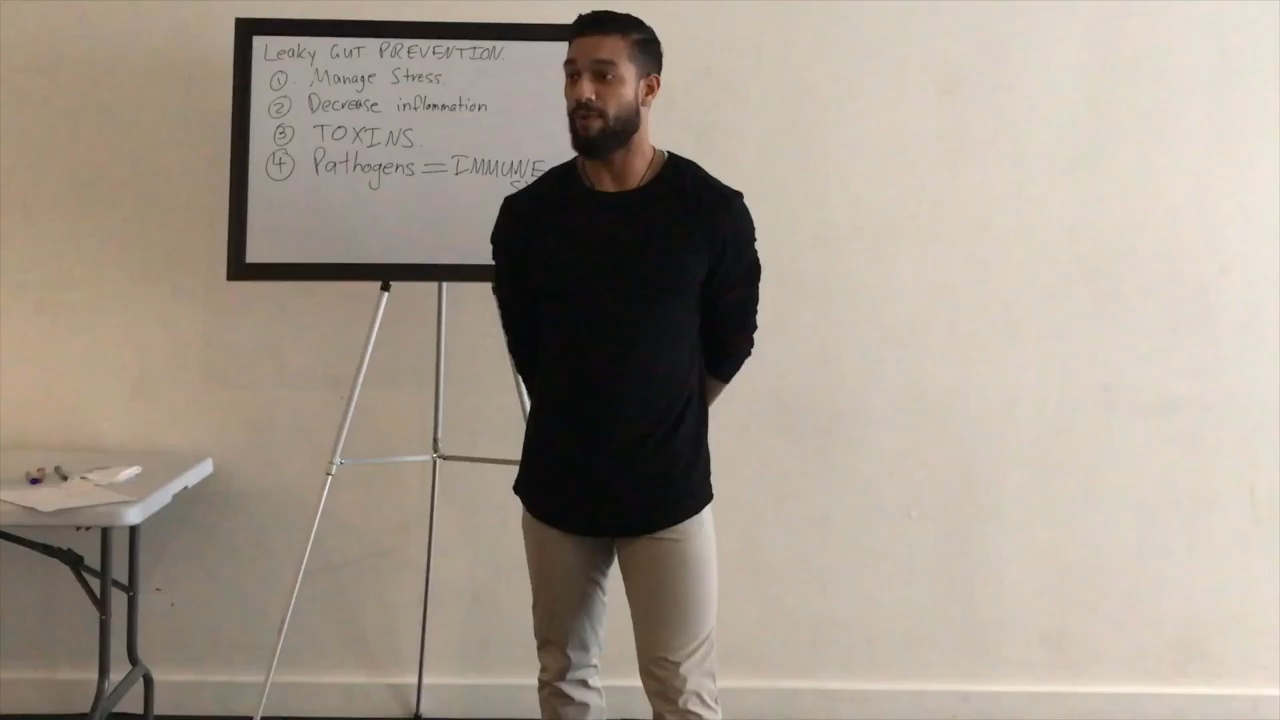 Leaky GUT PREVENTION.
① Manage Stress
② Decrease inflammation
③ TOXINS
④ Pathogens = IMMUNE